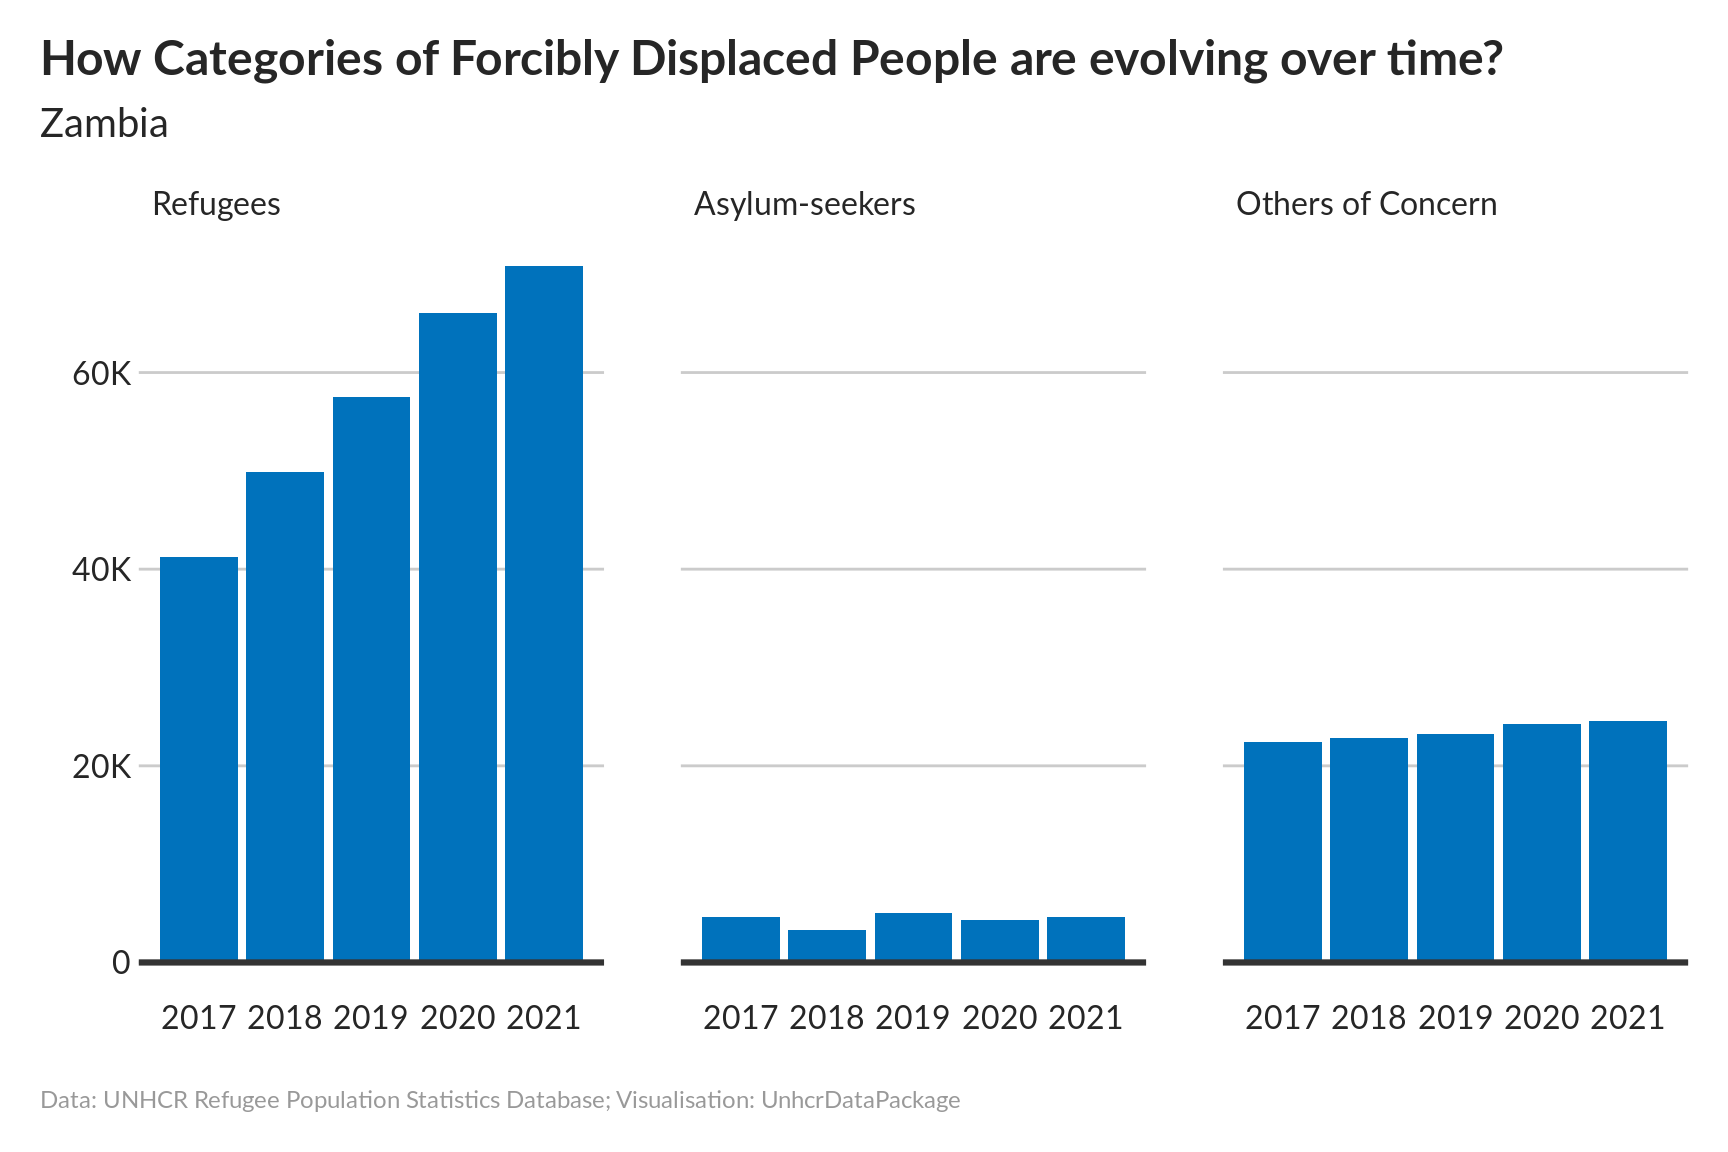 How Categories of Forcibly Displaced People are evolving over time?
Zambia
Refugees
Asylum-seekers
Others of Concern
60K
40K
20K
0
2017 2018 2019 2020 2021
2017 2018 2019 2020 2021
2017 2018 2019 2020 2021
Data: UNHCR Refugee Population Statistics Database; Visualisation: UnhcrDataPackage